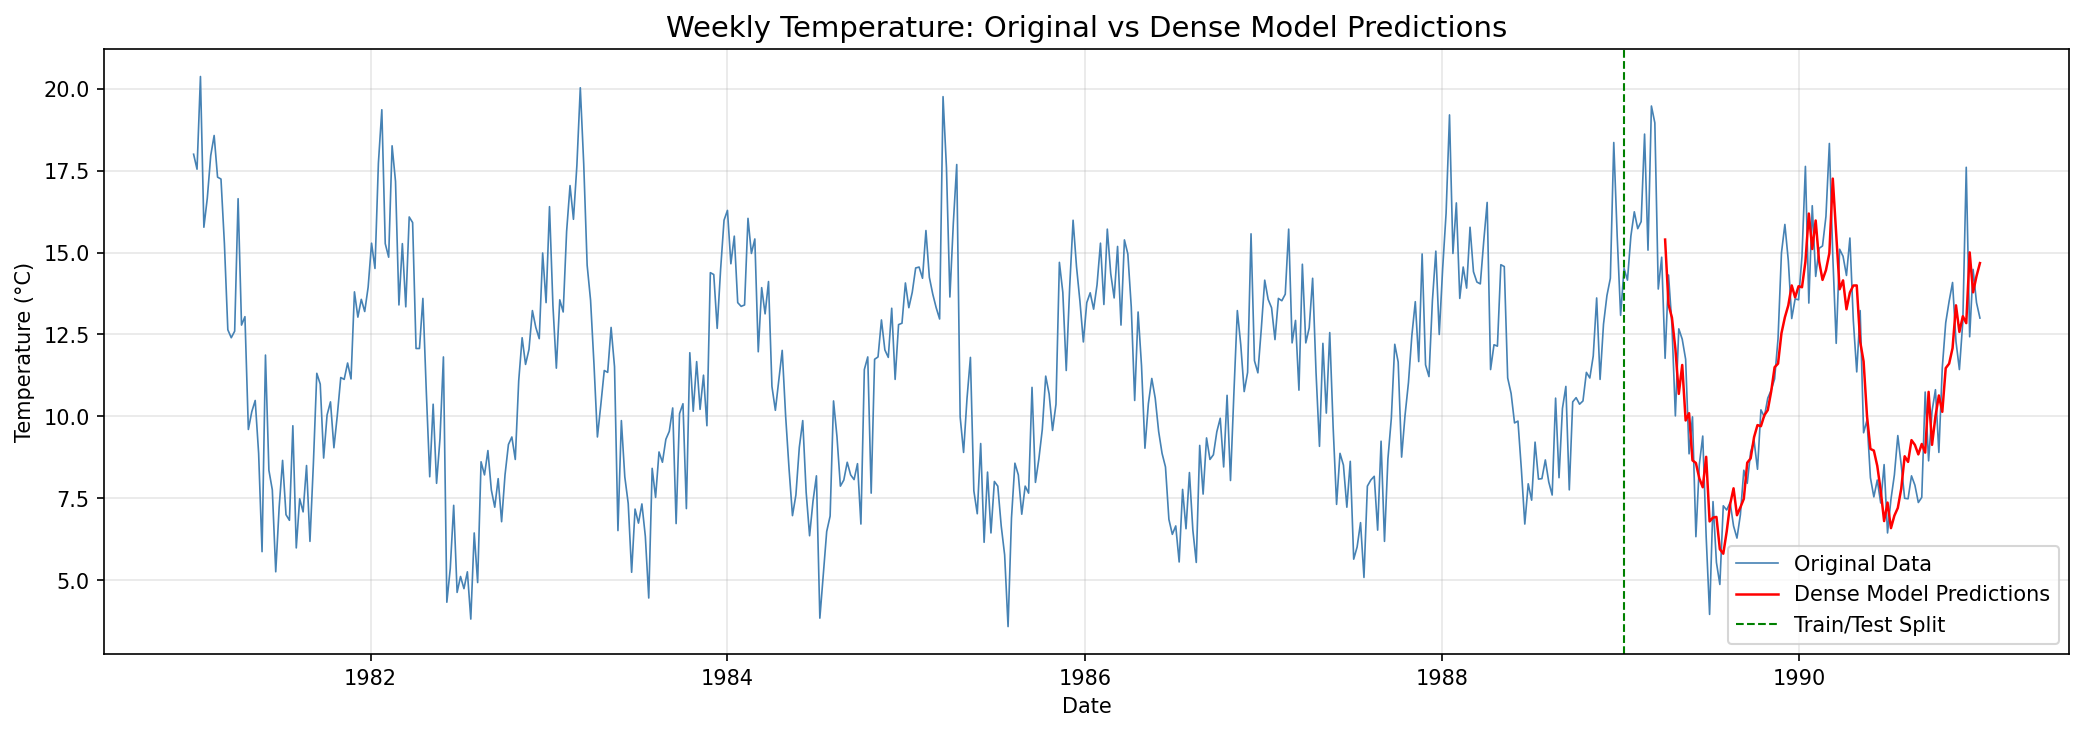 Weekly Temperature: Original vs Dense Model Predictions
Temperature (°C)
20.0
17.5
15.0
12.5
10.0
7.5
5.0
Original Data
Dense Model Predictions
Train/Test Split
1982
1984
1986
1988
1990
Date